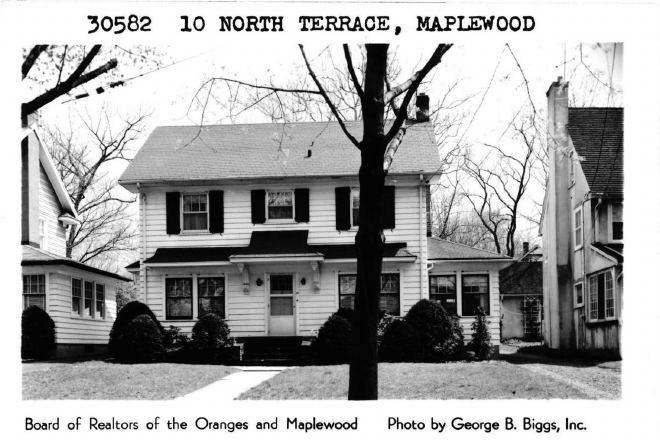 30582 10 NORTH TERRACE, MAPLEWOOD
Board of Realtors of the Oranges and Maplewood Photo by George B. Biggs, Inc.